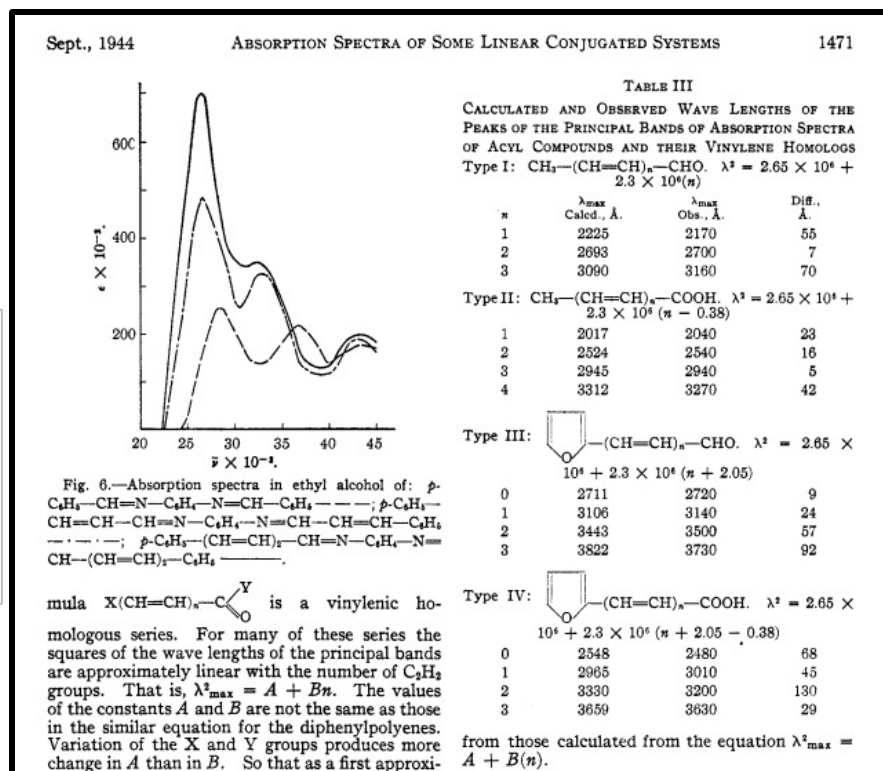 Sept., 1944 ABSORPTION SPECTRA OF SOME LINEAR CONJUGATED SYSTEMS 1471
600
400
200
ε × 10⁻².
20 25 30 35 40 45
ν̄ × 10⁻².
Fig. 6.—Absorption spectra in ethyl alcohol of: p-
C₆H₅—CH=N—C₆H₄—N=CH—C₆H₅ — — —; p-C₆H₅—
CH=CH—CH=N—C₆H₄—N=CH—CH=CH—C₆H₅
—·—·—; p-C₆H₅—(CH=CH)₂—CH=N—C₆H₄—N=
CH—(CH=CH)₂—C₆H₅ ———.
mula X(CH=CH)ₙ—C Y O is a vinylenic ho-
mologous series. For many of these series the
squares of the wave lengths of the principal bands
are approximately linear with the number of C₂H₂
groups. That is, λ²max = A + Bn. The values
of the constants A and B are not the same as those
in the similar equation for the diphenylpolyenes.
Variation of the X and Y groups produces more
change in A than in B. So that as a first approxi-
TABLE III
CALCULATED AND OBSERVED WAVE LENGTHS OF THE
PEAKS OF THE PRINCIPAL BANDS OF ABSORPTION SPECTRA
OF ACYL COMPOUNDS AND THEIR VINYLENE HOMOLOGS
Type I: CH₃—(CH=CH)ₙ—CHO. λ² = 2.65 × 10⁶ +
2.3 × 10⁶(n)
n λmax Calcd., Å. λmax Obs., Å. Diff., Å.
1 2225 2170 55
2 2693 2700 7
3 3090 3160 70
Type II: CH₃—(CH=CH)ₙ—COOH. λ² = 2.65 × 10⁶ +
2.3 × 10⁶ (n − 0.38)
1 2017 2040 23
2 2524 2540 16
3 2945 2940 5
4 3312 3270 42
Type III: O —(CH=CH)ₙ—CHO. λ² = 2.65 ×
10⁶ + 2.3 × 10⁶ (n + 2.05)
0 2711 2720 9
1 3106 3140 24
2 3443 3500 57
3 3822 3730 92
Type IV: O —(CH=CH)ₙ—COOH. λ² = 2.65 ×
10⁶ + 2.3 × 10⁶ (n + 2.05 − 0.38)
0 2548 2480 68
1 2965 3010 45
2 3330 3200 130
3 3659 3630 29
from those calculated from the equation λ²max =
A + B(n).